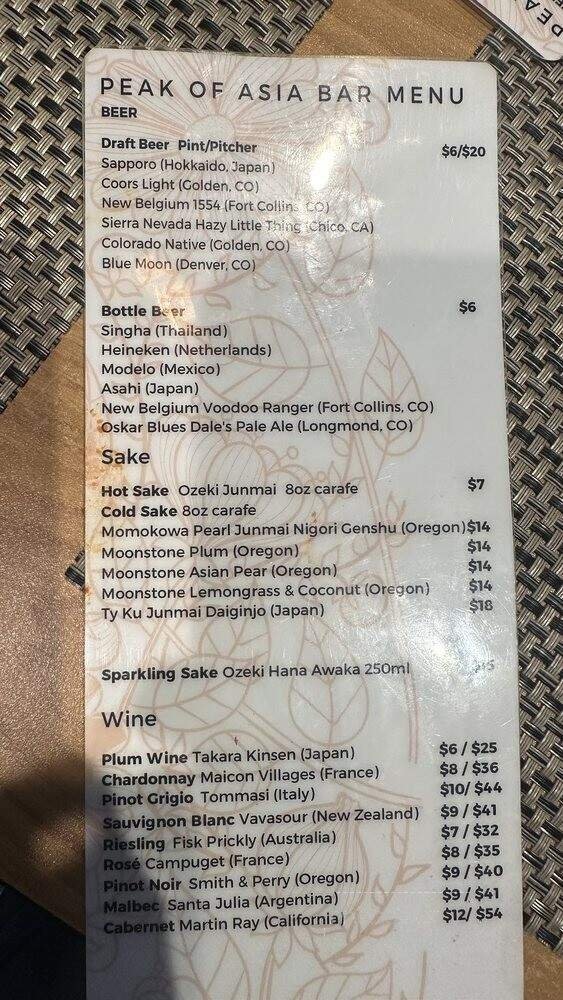 PEAK OF ASIA BAR MENU
BEER
Draft Beer Pint/Pitcher $6/$20
Sapporo (Hokkaido, Japan)
Coors Light (Golden, CO)
New Belgium 1554 (Fort Collins, CO)
Sierra Nevada Hazy Little Thing (Chico, CA)
Colorado Native (Golden, CO)
Blue Moon (Denver, CO)
Bottle Beer $6
Singha (Thailand)
Heineken (Netherlands)
Modelo (Mexico)
Asahi (Japan)
New Belgium Voodoo Ranger (Fort Collins, CO)
Oskar Blues Dale's Pale Ale (Longmond, CO)
Sake
Hot Sake Ozeki Junmai 8oz carafe $7
Cold Sake 8oz carafe
Momokowa Pearl Junmai Nigori Genshu (Oregon) $14
Moonstone Plum (Oregon) $14
Moonstone Asian Pear (Oregon) $14
Moonstone Lemongrass & Coconut (Oregon) $14
Ty Ku Junmai Daiginjo (Japan) $18
Sparkling Sake Ozeki Hana Awaka 250ml
Wine
Plum Wine Takara Kinsen (Japan) $6 / $25
Chardonnay Maicon Villages (France) $8 / $36
Pinot Grigio Tommasi (Italy) $10/ $44
Sauvignon Blanc Vavasour (New Zealand) $9 / $41
Riesling Fisk Prickly (Australia) $7 / $32
Rosé Campuget (France) $8 / $35
Pinot Noir Smith & Perry (Oregon) $9 / $40
Malbec Santa Julia (Argentina) $9 / $41
Cabernet Martin Ray (California) $12/ $54